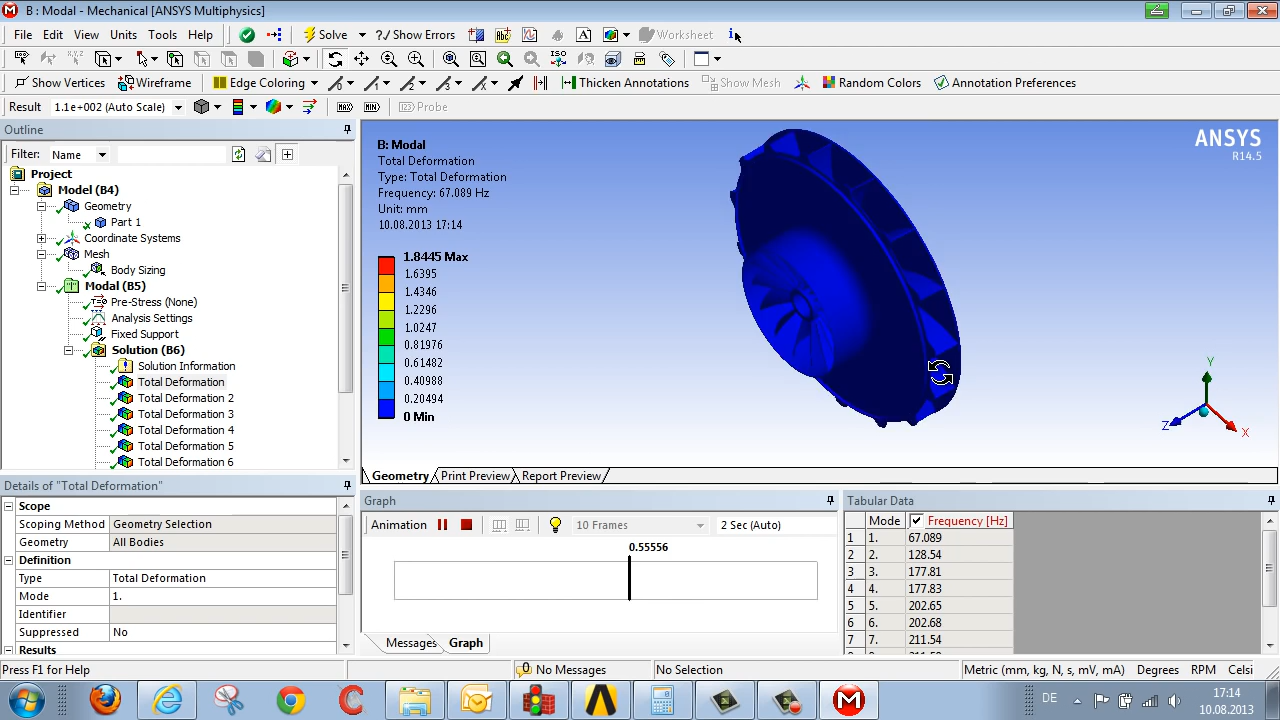 B : Modal - Mechanical [ANSYS Multiphysics]
File Edit View Units Tools Help Solve ?/ Show Errors Worksheet
Show Vertices Wireframe Edge Coloring Thicken Annotations Show Mesh Random Colors Annotation Preferences
Result 1.1e+002 (Auto Scale) MAX MIN Probe
Outline
Filter: Name
Project
Model (B4)
Geometry
Part 1
Coordinate Systems
Mesh
Body Sizing
Modal (B5)
Pre-Stress (None)
Analysis Settings
Fixed Support
Solution (B6)
Solution Information
Total Deformation
Total Deformation 2
Total Deformation 3
Total Deformation 4
Total Deformation 5
Total Deformation 6
Details of "Total Deformation"
Scope
Scoping Method Geometry Selection
Geometry All Bodies
Definition
Type Total Deformation
Mode 1.
Identifier
Suppressed No
Results
B: Modal
Total Deformation
Type: Total Deformation
Frequency: 67.089 Hz
Unit: mm
10.08.2013 17:14
1.8445 Max
1.6395
1.4346
1.2296
1.0247
0.81976
0.61482
0.40988
0.20494
0 Min
ANSYS
R14.5
Y
Z
X
Geometry Print Preview Report Preview
Graph
Animation 10 Frames 2 Sec (Auto)
0.55556
Messages Graph
Tabular Data
Mode Frequency [Hz]
1 1. 67.089
2 2. 128.54
3 3. 177.81
4 4. 177.83
5 5. 202.65
6 6. 202.68
7 7. 211.54
Press F1 for Help 0 No Messages No Selection Metric (mm, kg, N, s, mV, mA) Degrees RPM Celsi
DE 17:14
10.08.2013